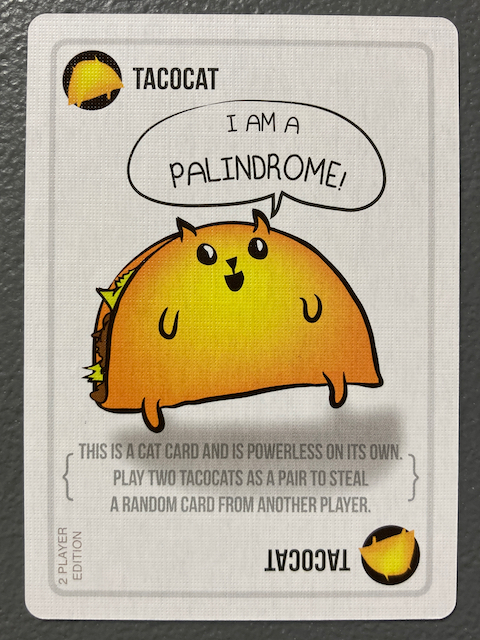 TACOCAT
I AM A
PALINDROME!
THIS IS A CAT CARD AND IS POWERLESS ON ITS OWN.
PLAY TWO TACOCATS AS A PAIR TO STEAL
A RANDOM CARD FROM ANOTHER PLAYER.
2 PLAYER
EDITION
TACOCAT